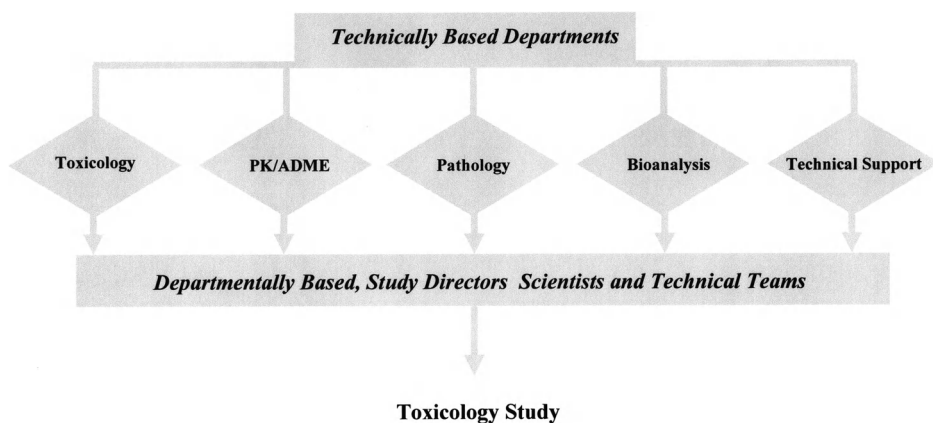 Technically Based Departments
Toxicology PK/ADME Pathology Bioanalysis Technical Support
Departmentally Based, Study Directors Scientists and Technical Teams
Toxicology Study